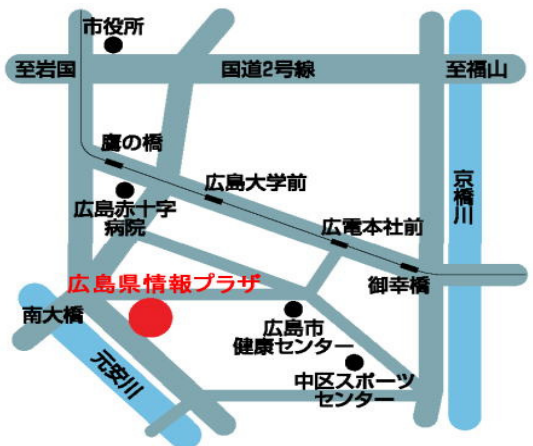 市役所
至岩国
国道2号線
至福山
鷹の橋
京橋川
広島大学前
広島赤十字
病院
広電本社前
広島県情報プラザ
御幸橋
南大橋
広島市
健康センター
元安川
中区スポーツ
センター